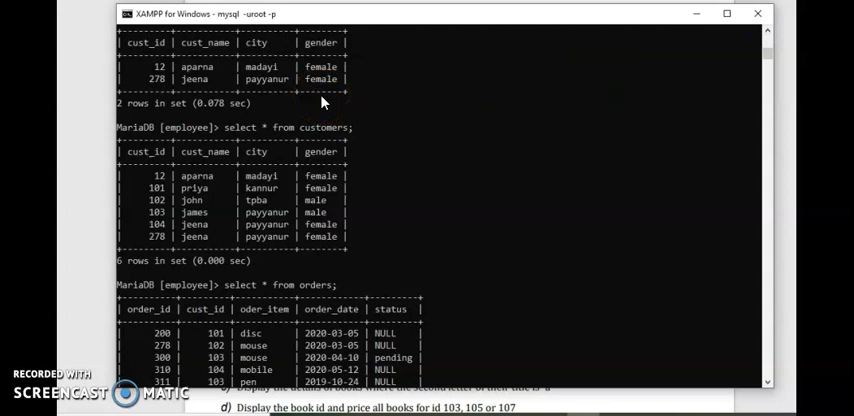 XAMPP for Windows - mysql -uroot -p
| cust_id | cust_name | city | gender |
| 12 | aparna | madayi | female |
| 278 | jeena | payyanur | female |
2 rows in set (0.078 sec)
MariaDB [employee]> select * from customers;
| cust_id | cust_name | city | gender |
| 12 | aparna | madayi | female |
| 101 | priya | kannur | female |
| 102 | john | tpba | male |
| 103 | james | payyanur | male |
| 104 | jeena | payyanur | female |
| 278 | jeena | payyanur | female |
6 rows in set (0.000 sec)
MariaDB [employee]> select * from orders;
| order_id | cust_id | oder_item | order_date | status |
| 200 | 101 | disc | 2020-03-05 | NULL |
| 278 | 102 | mouse | 2020-03-05 | NULL |
| 300 | 103 | mouse | 2020-04-10 | pending |
| 310 | 104 | mobile | 2020-05-12 | NULL |
| 311 | 103 | pen | 2019-10-24 | NULL |
d) Display the book id and price all books for id 103, 105 or 107
RECORDED WITH
SCREENCAST MATIC